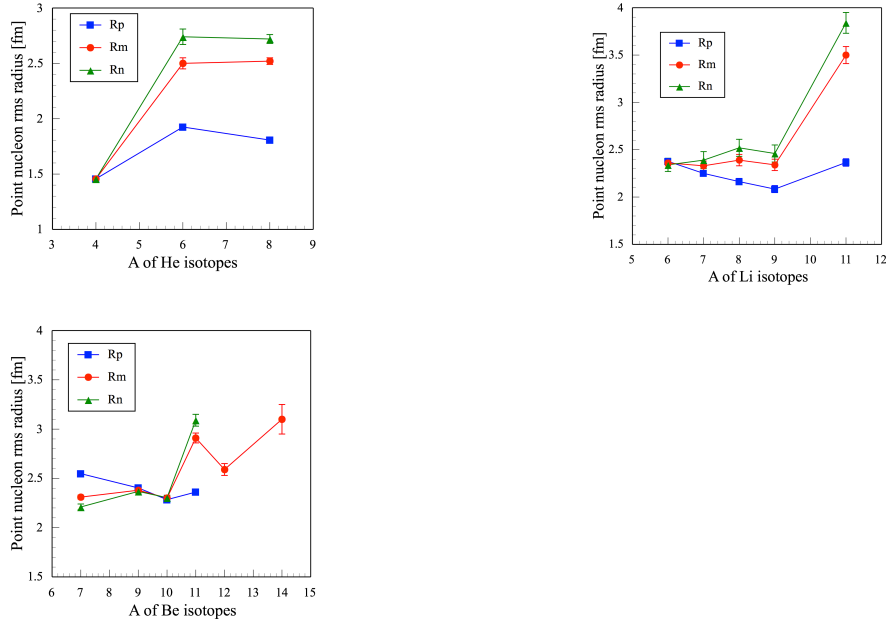 Point nucleon rms radius [fm]
3
2.5
2
1.5
1
Rp
Rm
Rn
3 4 5 6 7 8 9
A of He isotopes
Point nucleon rms radius [fm]
4
3.5
3
2.5
2
1.5
Rp
Rm
Rn
5 6 7 8 9 10 11 12
A of Li isotopes
Point nucleon rms radius [fm]
4
3.5
3
2.5
2
1.5
Rp
Rm
Rn
6 7 8 9 10 11 12 13 14 15
A of Be isotopes